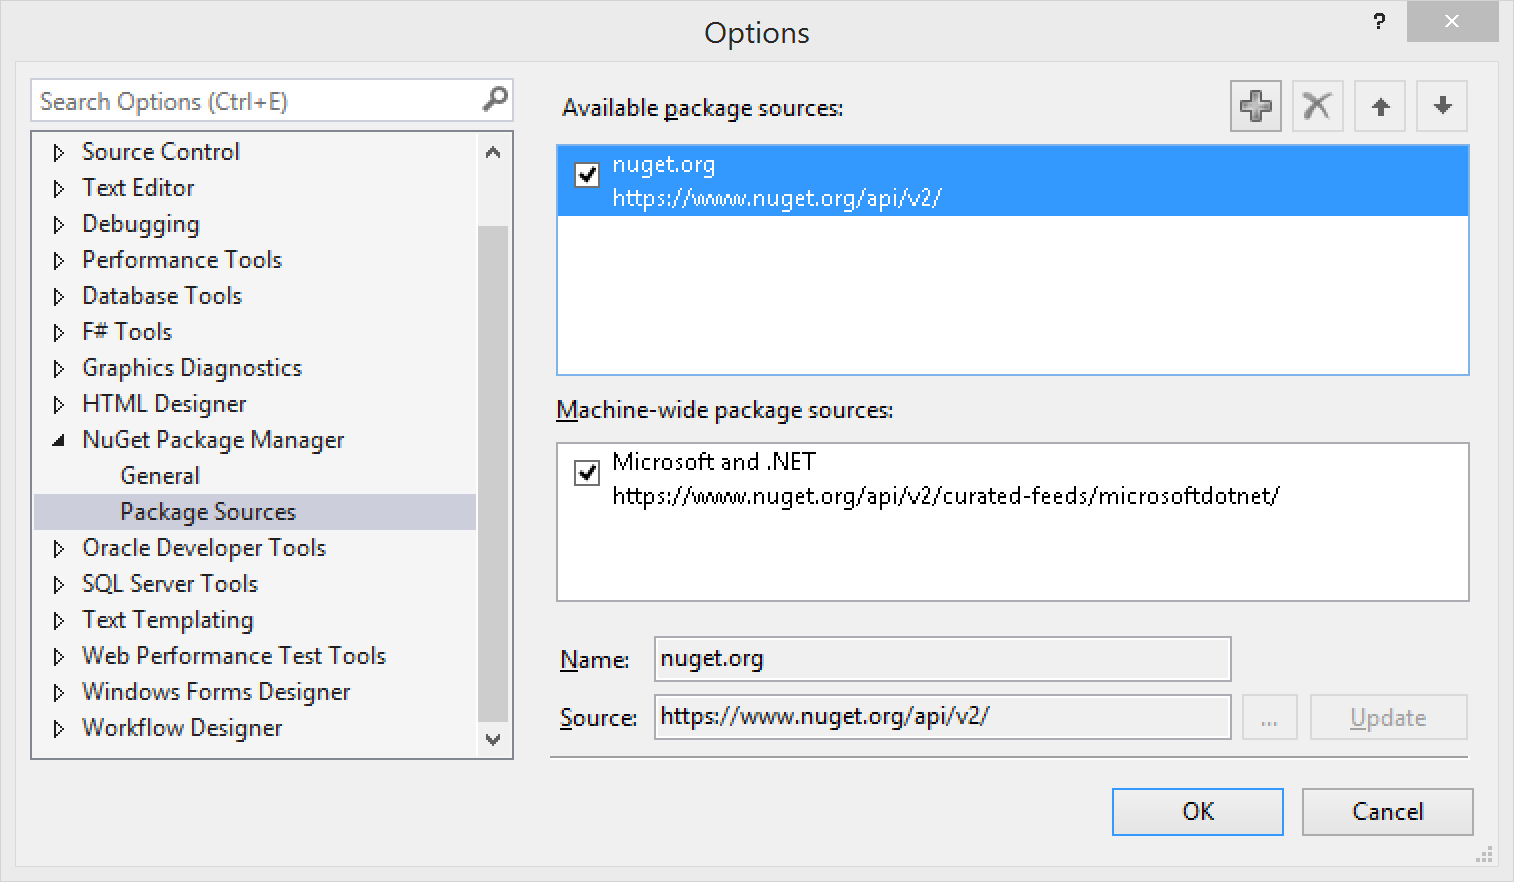 Options
?
Search Options (Ctrl+E)
Source Control
Text Editor
Debugging
Performance Tools
Database Tools
F# Tools
Graphics Diagnostics
HTML Designer
NuGet Package Manager
General
Package Sources
Oracle Developer Tools
SQL Server Tools
Text Templating
Web Performance Test Tools
Windows Forms Designer
Workflow Designer
Available package sources:
nuget.org
https://www.nuget.org/api/v2/
Machine-wide package sources:
Microsoft and .NET
https://www.nuget.org/api/v2/curated-feeds/microsoftdotnet/
Name: nuget.org
Source: https://www.nuget.org/api/v2/ ... Update
OK Cancel